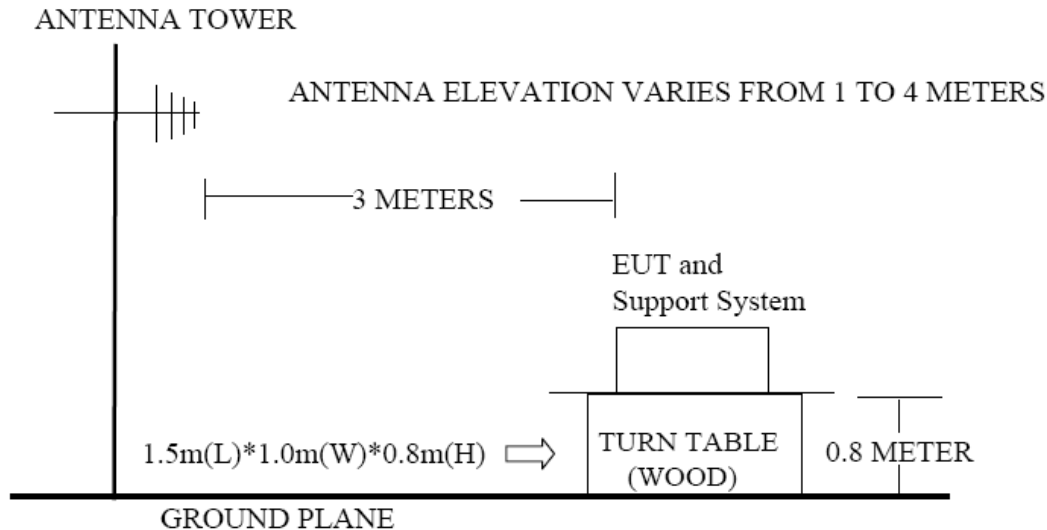 ANTENNA TOWER
ANTENNA ELEVATION VARIES FROM 1 TO 4 METERS
3 METERS
EUT and
Support System
1.5m(L)*1.0m(W)*0.8m(H)
TURN TABLE
(WOOD)
0.8 METER
GROUND PLANE